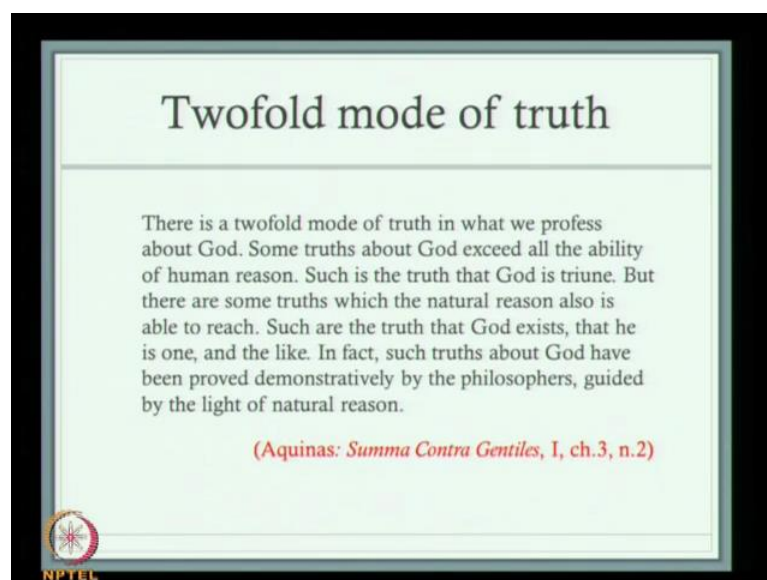 Twofold mode of truth
There is a twofold mode of truth in what we profess
about God. Some truths about God exceed all the ability
of human reason. Such is the truth that God is triune. But
there are some truths which the natural reason also is
able to reach. Such are the truth that God exists, that he
is one, and the like. In fact, such truths about God have
been proved demonstratively by the philosophers, guided
by the light of natural reason.
(Aquinas: Summa Contra Gentiles, I, ch.3, n.2)
NPTEL